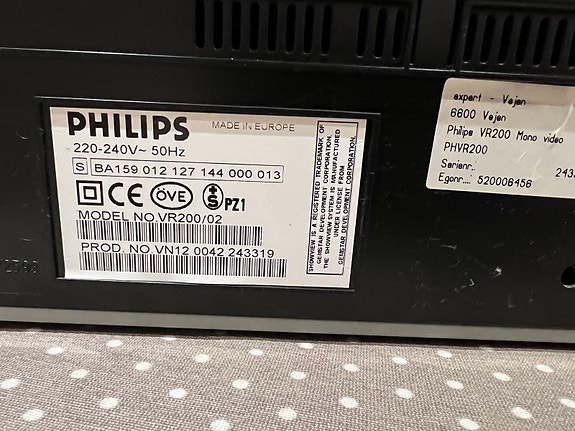 PHILIPS
MADE IN EUROPE
220-240V~ 50Hz
S BA159 012 127 144 000 013
CE ÖVE S PZ1
MODEL NO.VR200/02
PROD. NO.VN12 0042 243319
SHOWVIEW IS A REGISTERED TRADEMARK OF
GEMSTAR DEVELOPMENT CORPORATION.
THE SHOWVIEW SYSTEM IS MANUFACTURED
UNDER LICENSE FROM
GEMSTAR DEVELOPMENT CORPORATION.
expert - Vejen
6600 Vejen
Philips VR200 Mono video
PHVR200
Serienr.:
Egenr.: 520006456